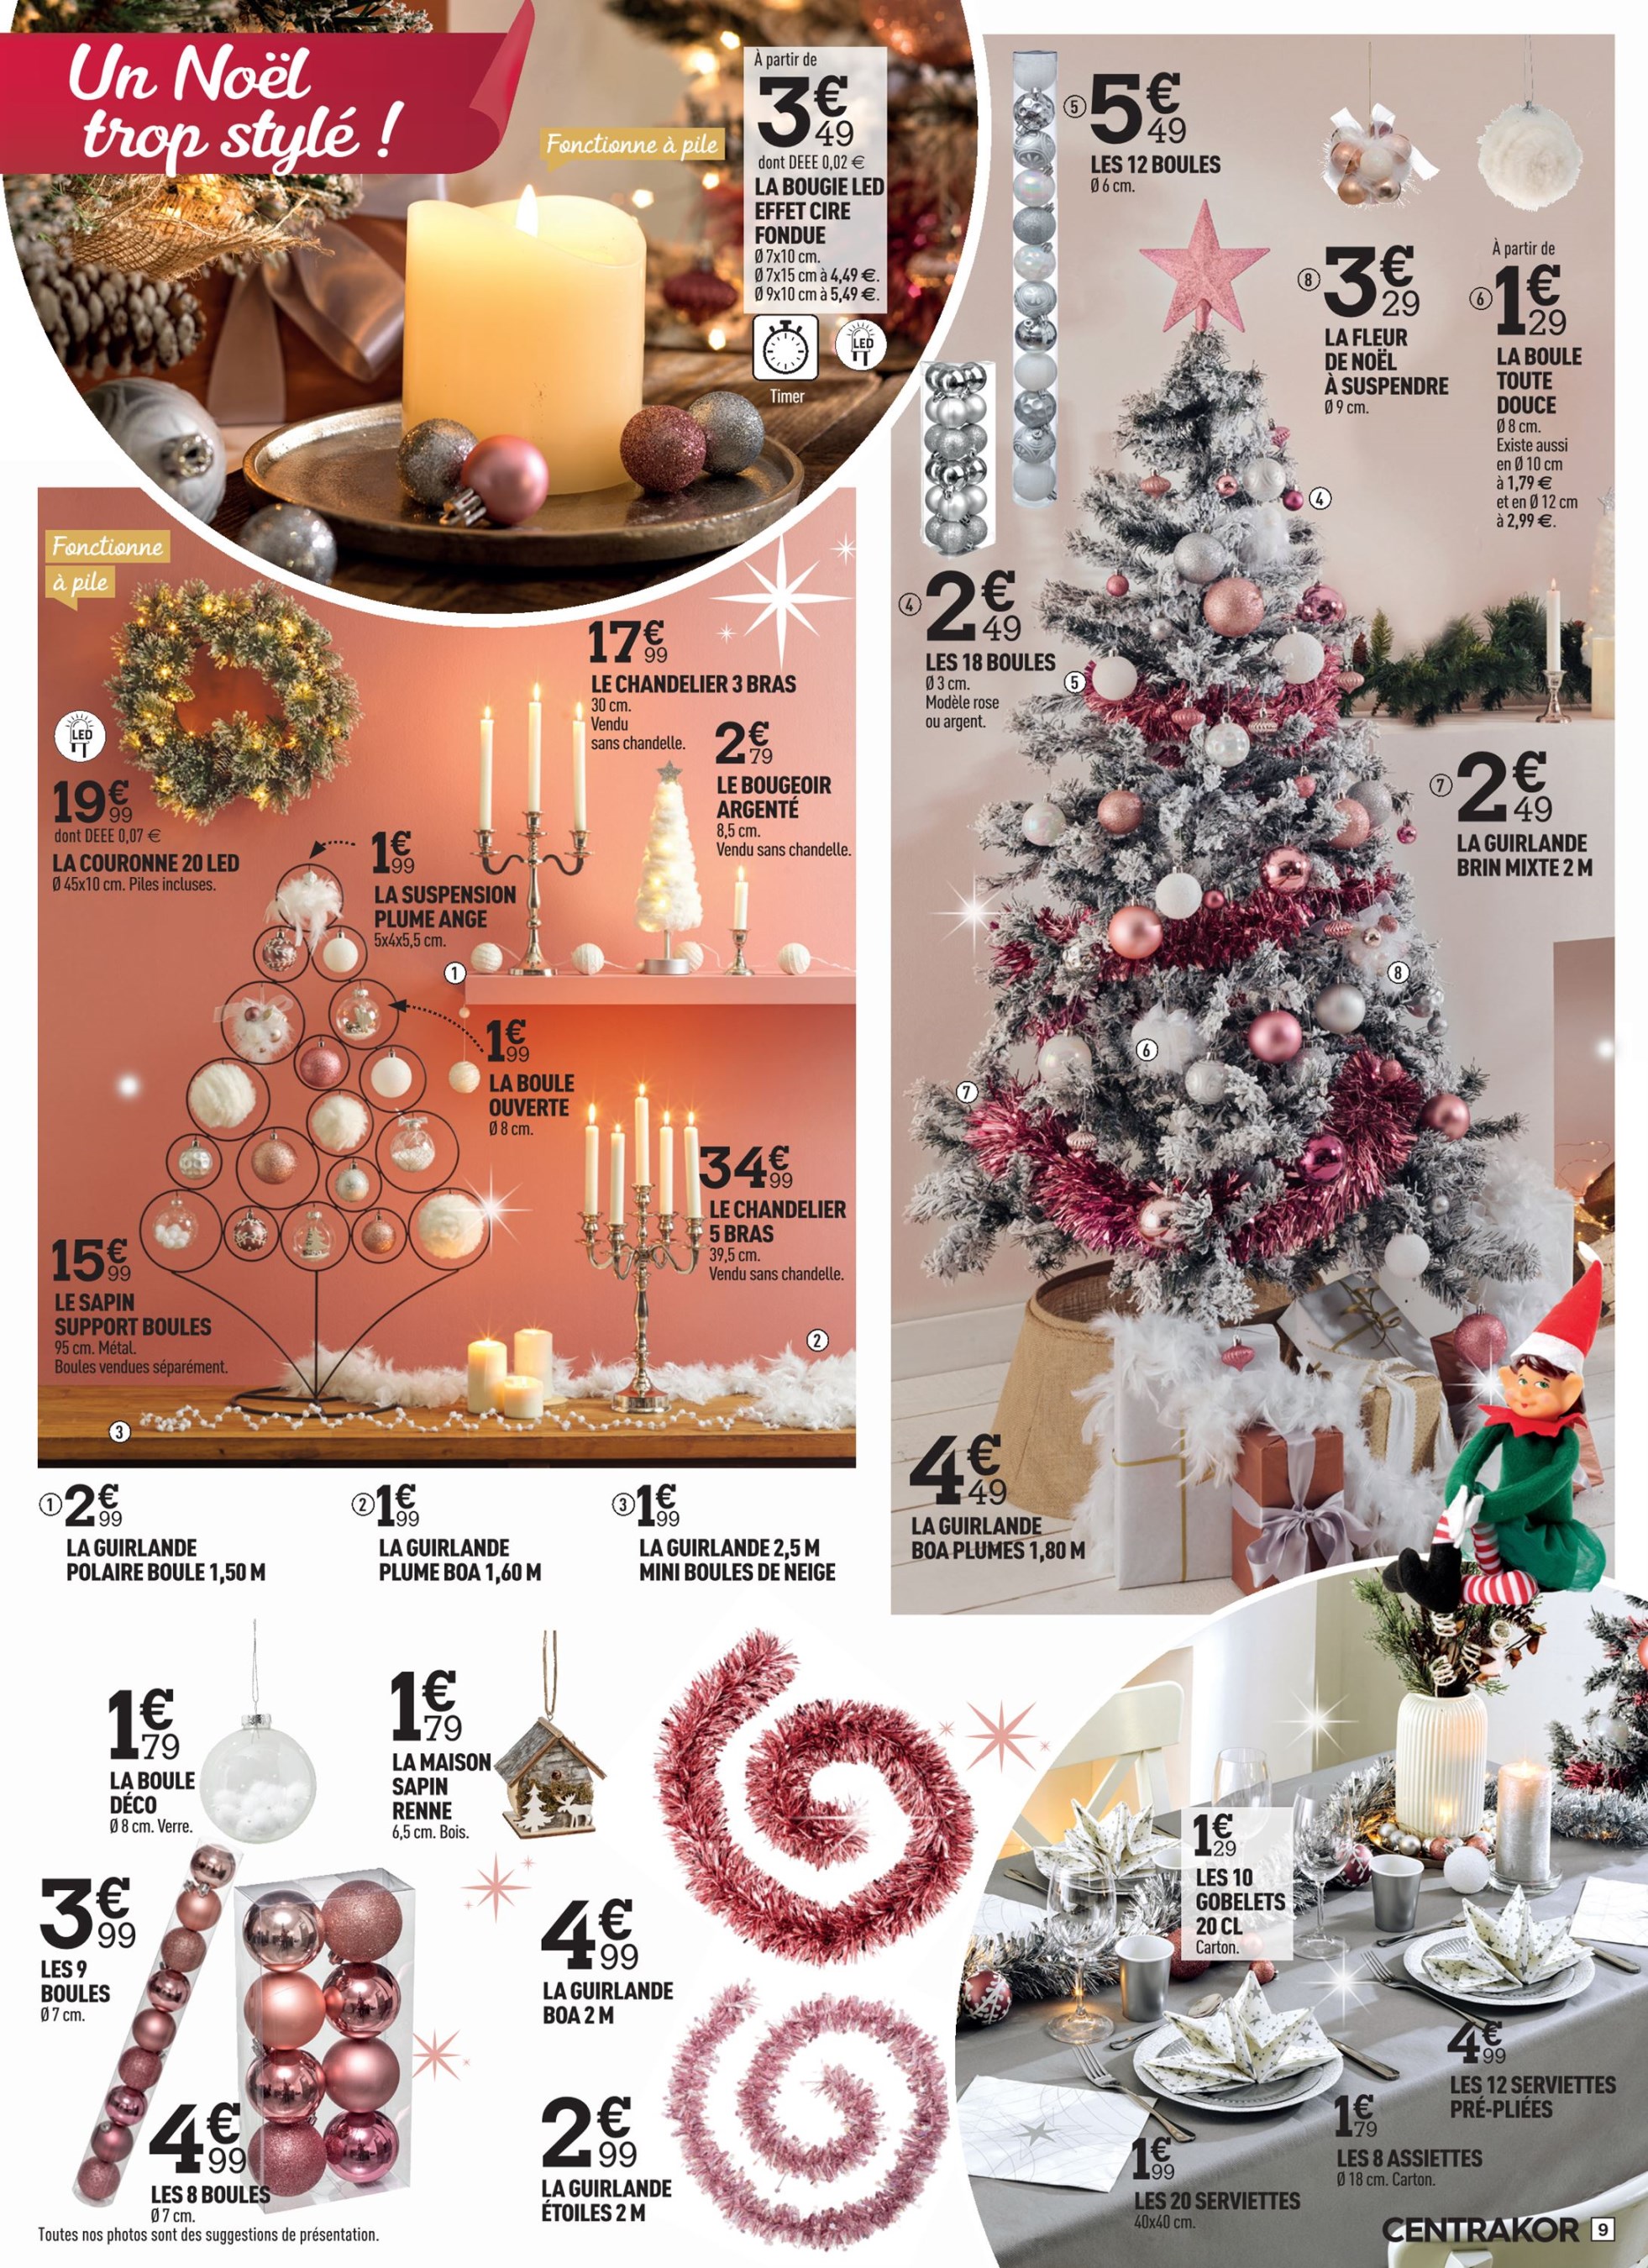 Un Noël
trop stylé !
Fonctionne à pile
À partir de
3€49
dont DEEE 0,02 €
LA BOUGIE LED
EFFET CIRE
FONDUE
Ø 7x10 cm.
Ø 7x15 cm à 4,49 €.
Ø 9x10 cm à 5,49 €.
Timer
LED
5 5€49
LES 12 BOULES
Ø 6 cm.
8 3€29
LA FLEUR
DE NOËL
À SUSPENDRE
Ø 9 cm.
À partir de
6 1€29
LA BOULE
TOUTE
DOUCE
Ø 8 cm.
Existe aussi
en Ø 10 cm
à 1,79 €
et en Ø 12 cm
à 2,99 €.
4
4 2€49
LES 18 BOULES
Ø 3 cm.
Modèle rose
ou argent.
5
7 2€49
LA GUIRLANDE
BRIN MIXTE 2 M
8
6
7
4€49
LA GUIRLANDE
BOA PLUMES 1,80 M
Fonctionne
à pile
LED
19€99
dont DEEE 0,07 €
LA COURONNE 20 LED
Ø 45x10 cm. Piles incluses.
17€99
LE CHANDELIER 3 BRAS
30 cm.
Vendu
sans chandelle.
2€79
LE BOUGEOIR
ARGENTÉ
8,5 cm.
Vendu sans chandelle.
1€99
LA SUSPENSION
PLUME ANGE
5x4x5,5 cm.
1
1€99
LA BOULE
OUVERTE
Ø 8 cm.
34€99
LE CHANDELIER
5 BRAS
39,5 cm.
Vendu sans chandelle.
15€99
LE SAPIN
SUPPORT BOULES
95 cm. Métal.
Boules vendues séparément.
2
3
1 2€99
LA GUIRLANDE
POLAIRE BOULE 1,50 M
2 1€99
LA GUIRLANDE
PLUME BOA 1,60 M
3 1€99
LA GUIRLANDE 2,5 M
MINI BOULES DE NEIGE
1€79
LA BOULE
DÉCO
Ø 8 cm. Verre.
1€79
LA MAISON
SAPIN
RENNE
6,5 cm. Bois.
3€99
LES 9
BOULES
Ø 7 cm.
4€99
LES 8 BOULES
Ø 7 cm.
4€99
LA GUIRLANDE
BOA 2 M
2€99
LA GUIRLANDE
ÉTOILES 2 M
1€29
LES 10
GOBELETS
20 CL
Carton.
4€99
LES 12 SERVIETTES
PRÉ-PLIÉES
1€79
LES 8 ASSIETTES
Ø 18 cm. Carton.
1€99
LES 20 SERVIETTES
40x40 cm.
Toutes nos photos sont des suggestions de présentation.
CENTRAKOR 9